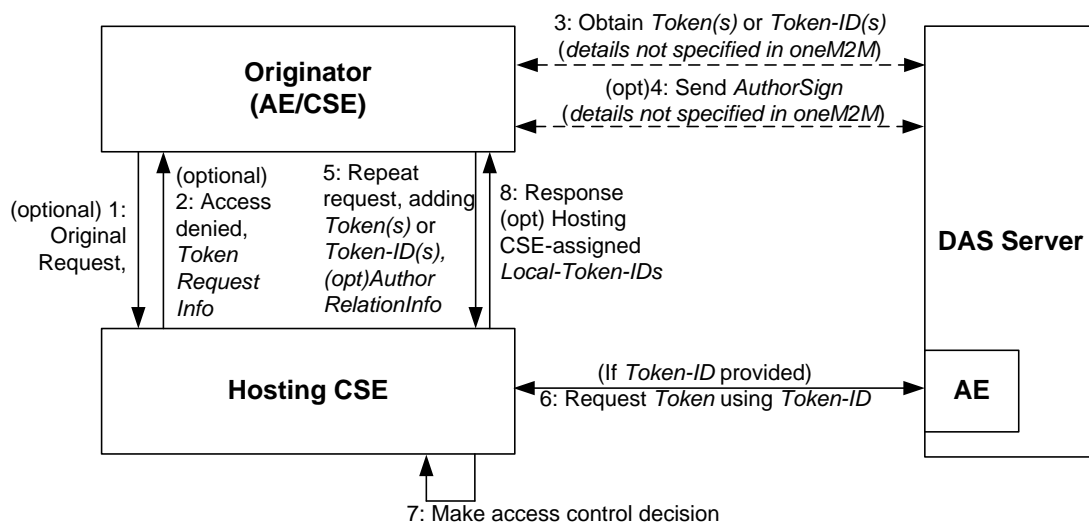 3: Obtain Token(s) or Token-ID(s)
(details not specified in oneM2M)
Originator
(AE/CSE)
(opt)4: Send AuthorSign
(details not specified in oneM2M)
(optional) 1:
Original
Request,
(optional)
2: Access
denied,
Token
Request
Info
5: Repeat
request, adding
Token(s) or
Token-ID(s),
(opt)Author
RelationInfo
8: Response
(opt) Hosting
CSE-assigned
Local-Token-IDs
DAS Server
Hosting CSE
(If Token-ID provided)
6: Request Token using Token-ID
AE
7: Make access control decision